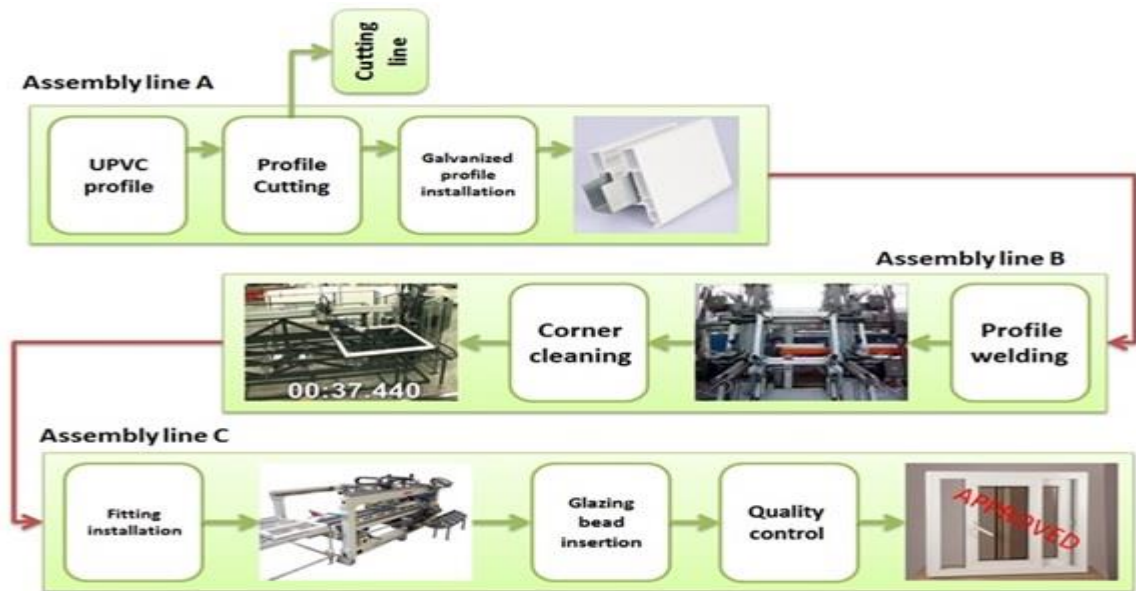 Cutting
line
Assembly line A
UPVC
profile
Profile
Cutting
Galvanized
profile
installation
Assembly line B
Profile
welding
Corner
cleaning
00:37.440
Assembly line C
Fitting
installation
Glazing
bead
insertion
Quality
control
APPROVED